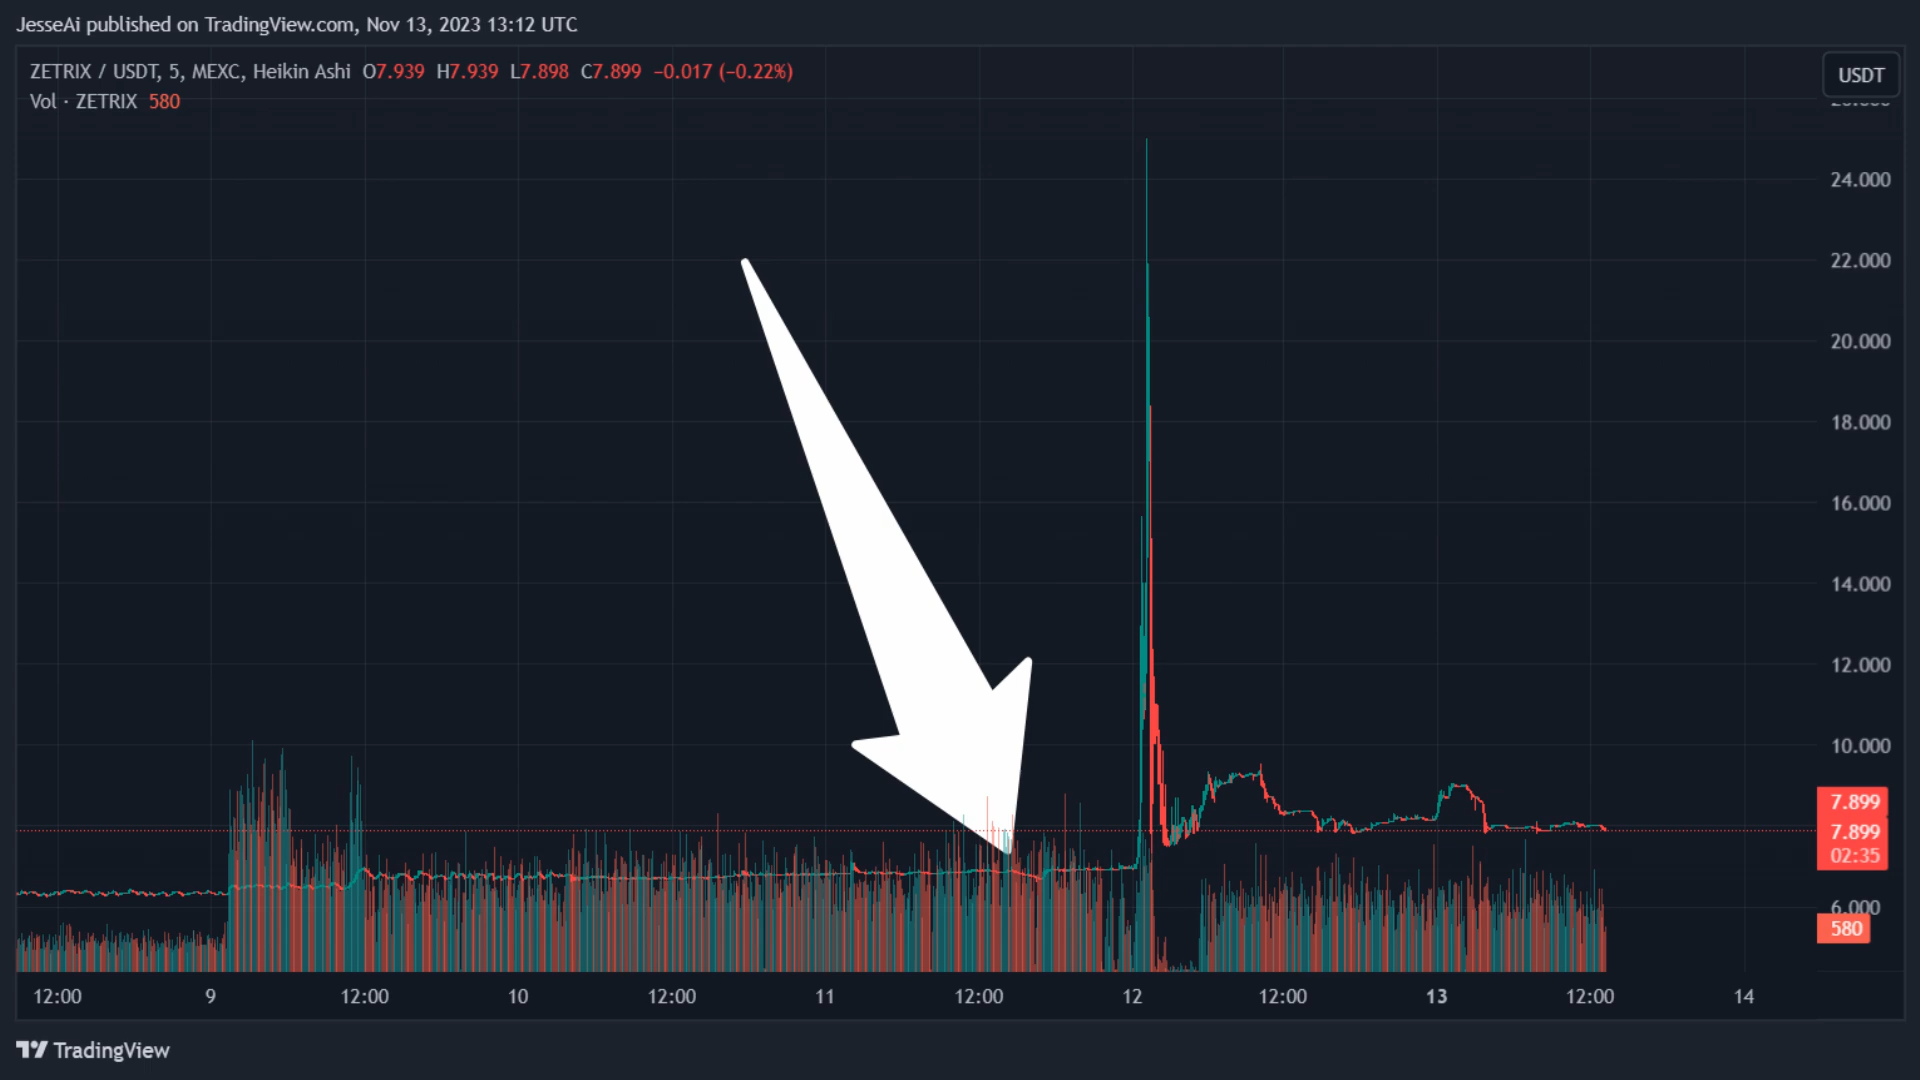 JesseAi published on TradingView.com, Nov 13, 2023 13:12 UTC
ZETRIX / USDT, 5, MEXC, Heikin Ashi O7.939 H7.939 L7.898 C7.899 −0.017 (−0.22%)
Vol · ZETRIX 580
USDT
24.000
22.000
20.000
18.000
16.000
14.000
12.000
10.000
7.899
7.899
02:35
6.000
580
12:00 9 12:00 10 12:00 11 12:00 12 12:00 13 12:00 14
TradingView